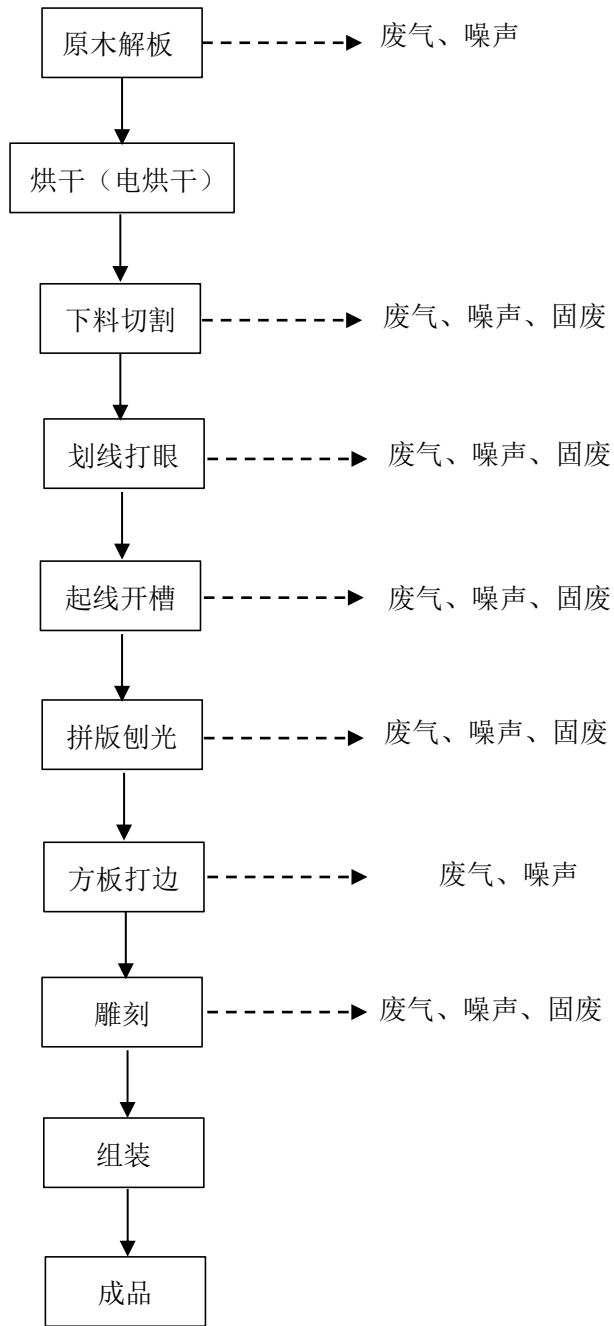 原木解板
废气、噪声
烘干（电烘干）
下料切割
废气、噪声、固废
划线打眼
废气、噪声、固废
起线开槽
废气、噪声、固废
拼版刨光
废气、噪声、固废
方板打边
废气、噪声
雕刻
废气、噪声、固废
组装
成品